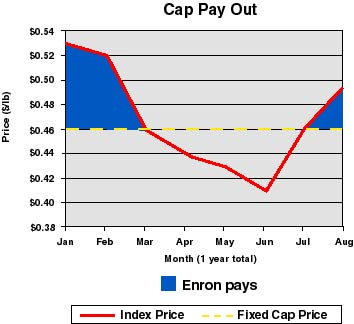 Cap Pay Out
$0.54
$0.52
$0.50
$0.48
$0.46
$0.46
$0.42
$0.40
$0.38
Price ($/lb)
Jan Feb Mar Apr May Jun Jul Aug
Month (1 year total)
Enron pays
Index Price Fixed Cap Price